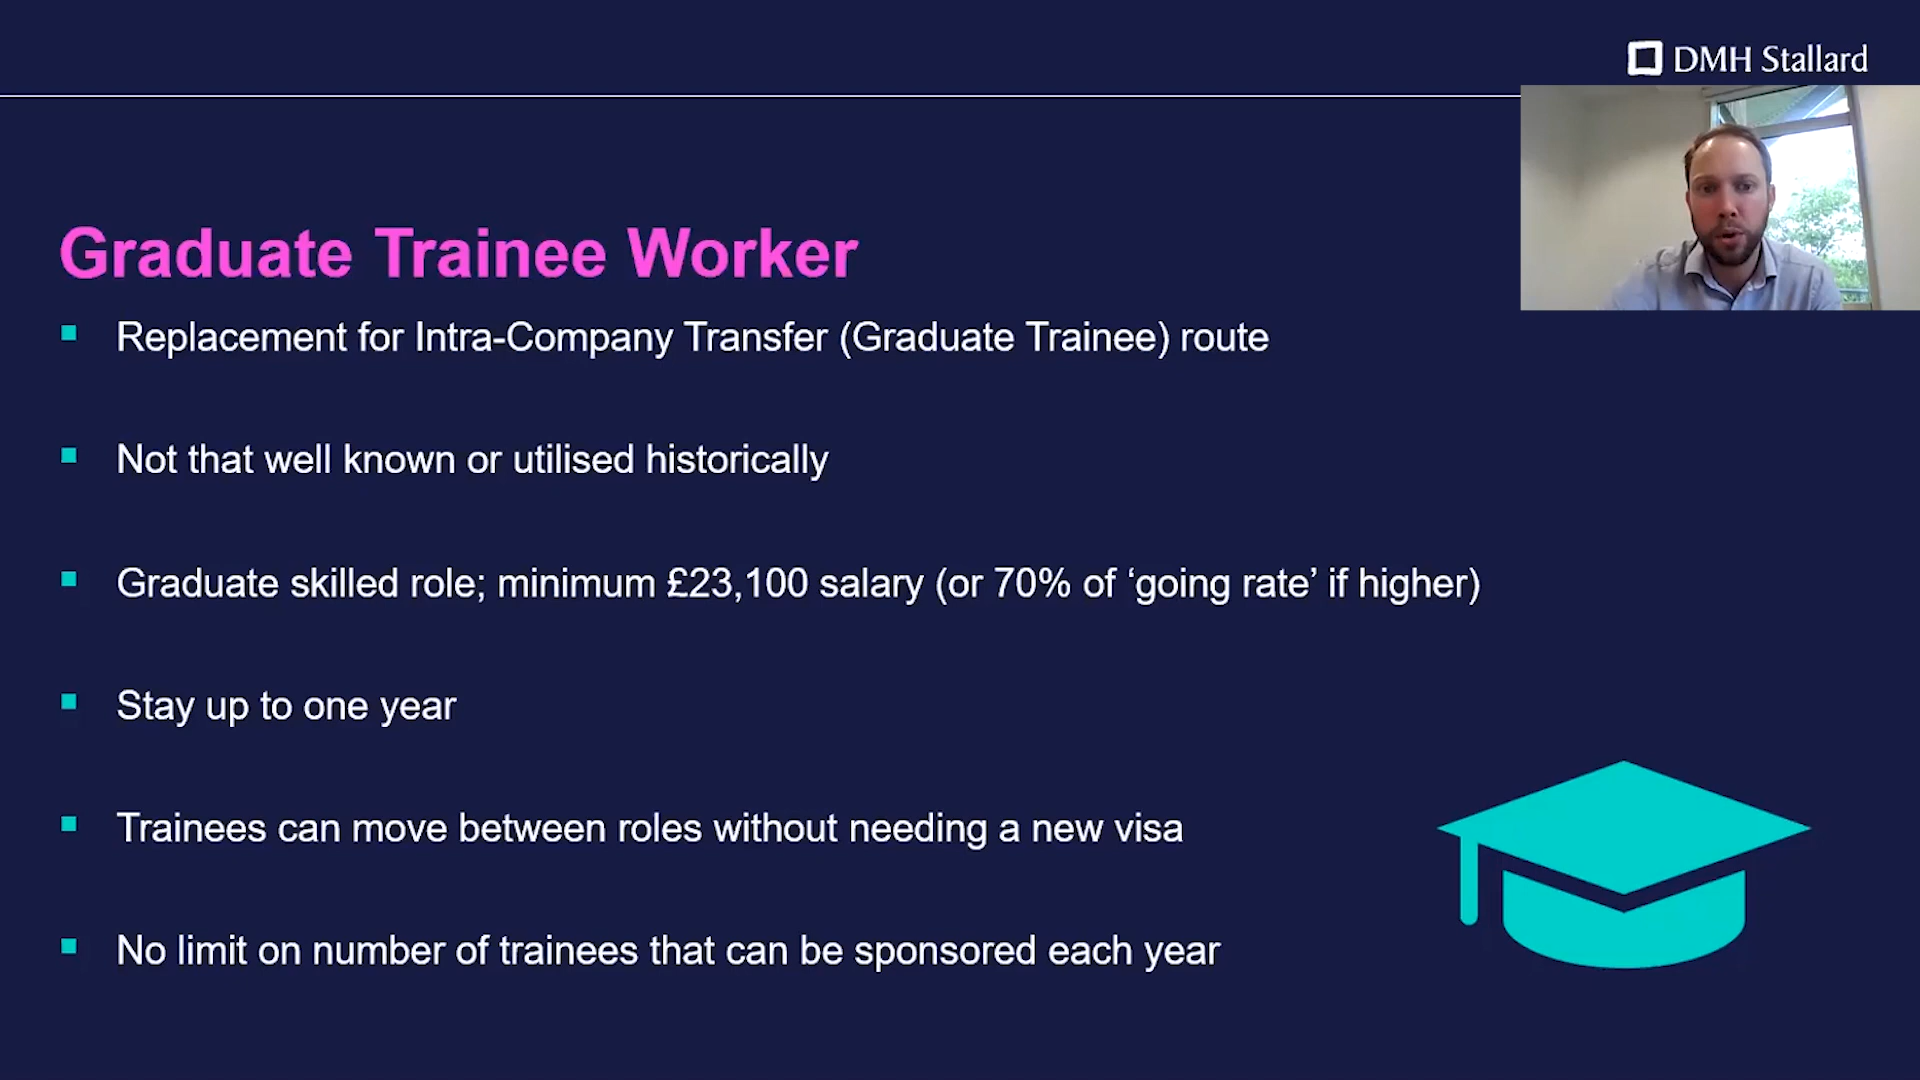 DMH Stallard
Graduate Trainee Worker
Replacement for Intra-Company Transfer (Graduate Trainee) route
Not that well known or utilised historically
Graduate skilled role; minimum £23,100 salary (or 70% of ‘going rate’ if higher)
Stay up to one year
Trainees can move between roles without needing a new visa
No limit on number of trainees that can be sponsored each year